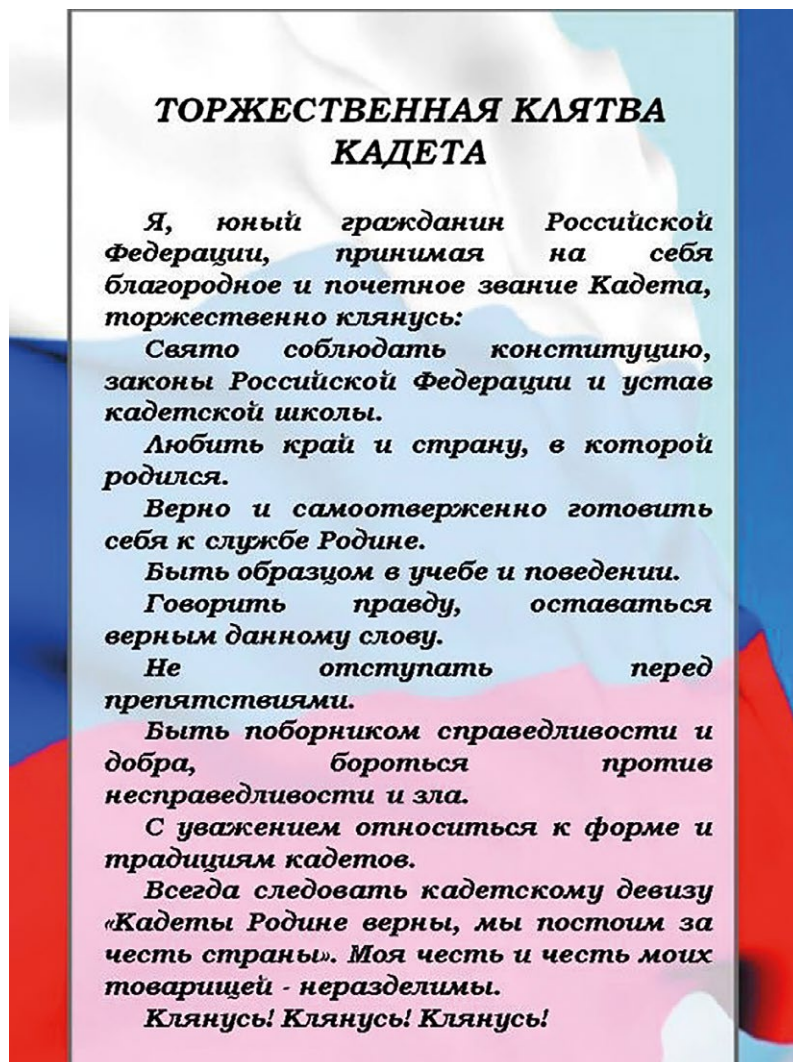 ТОРЖЕСТВЕННАЯ КЛЯТВА
КАДЕТА
Я, юный гражданин Российской
Федерации, принимая на себя
благородное и почетное звание Кадета,
торжественно клянусь:
Свято соблюдать конституцию,
законы Российской Федерации и устав
кадетской школы.
Любить край и страну, в которой
родился.
Верно и самоотверженно готовить
себя к службе Родине.
Быть образцом в учебе и поведении.
Говорить правду, оставаться
верным данному слову.
Не отступать перед
препятствиями.
Быть поборником справедливости и
добра, бороться против
несправедливости и зла.
С уважением относиться к форме и
традициям кадетов.
Всегда следовать кадетскому девизу
«Кадеты Родине верны, мы постоим за
честь страны». Моя честь и честь моих
товарищей - неразделимы.
Клянусь! Клянусь! Клянусь!